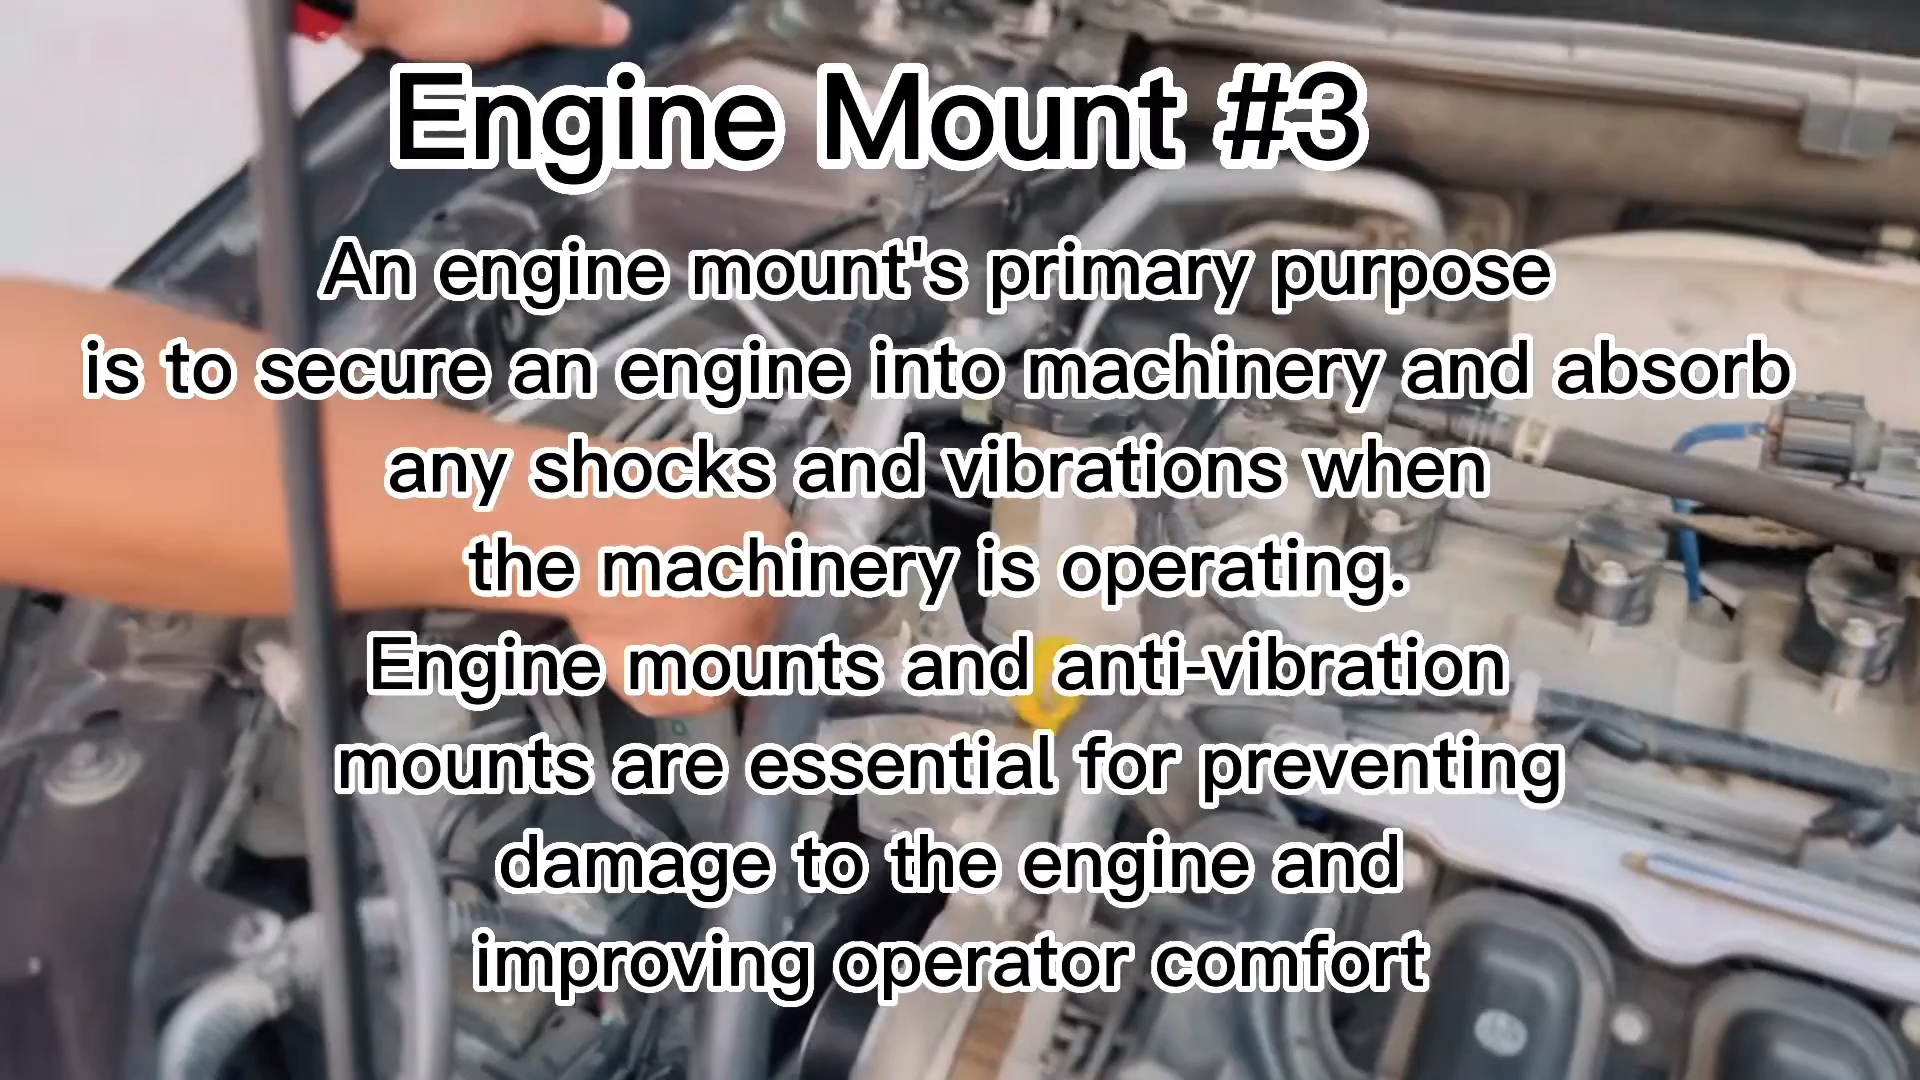 Engine Mount #3
An engine mount's primary purpose
is to secure an engine into machinery and absorb
any shocks and vibrations when
the machinery is operating.
Engine mounts and anti-vibration
mounts are essential for preventing
damage to the engine and
improving operator comfort